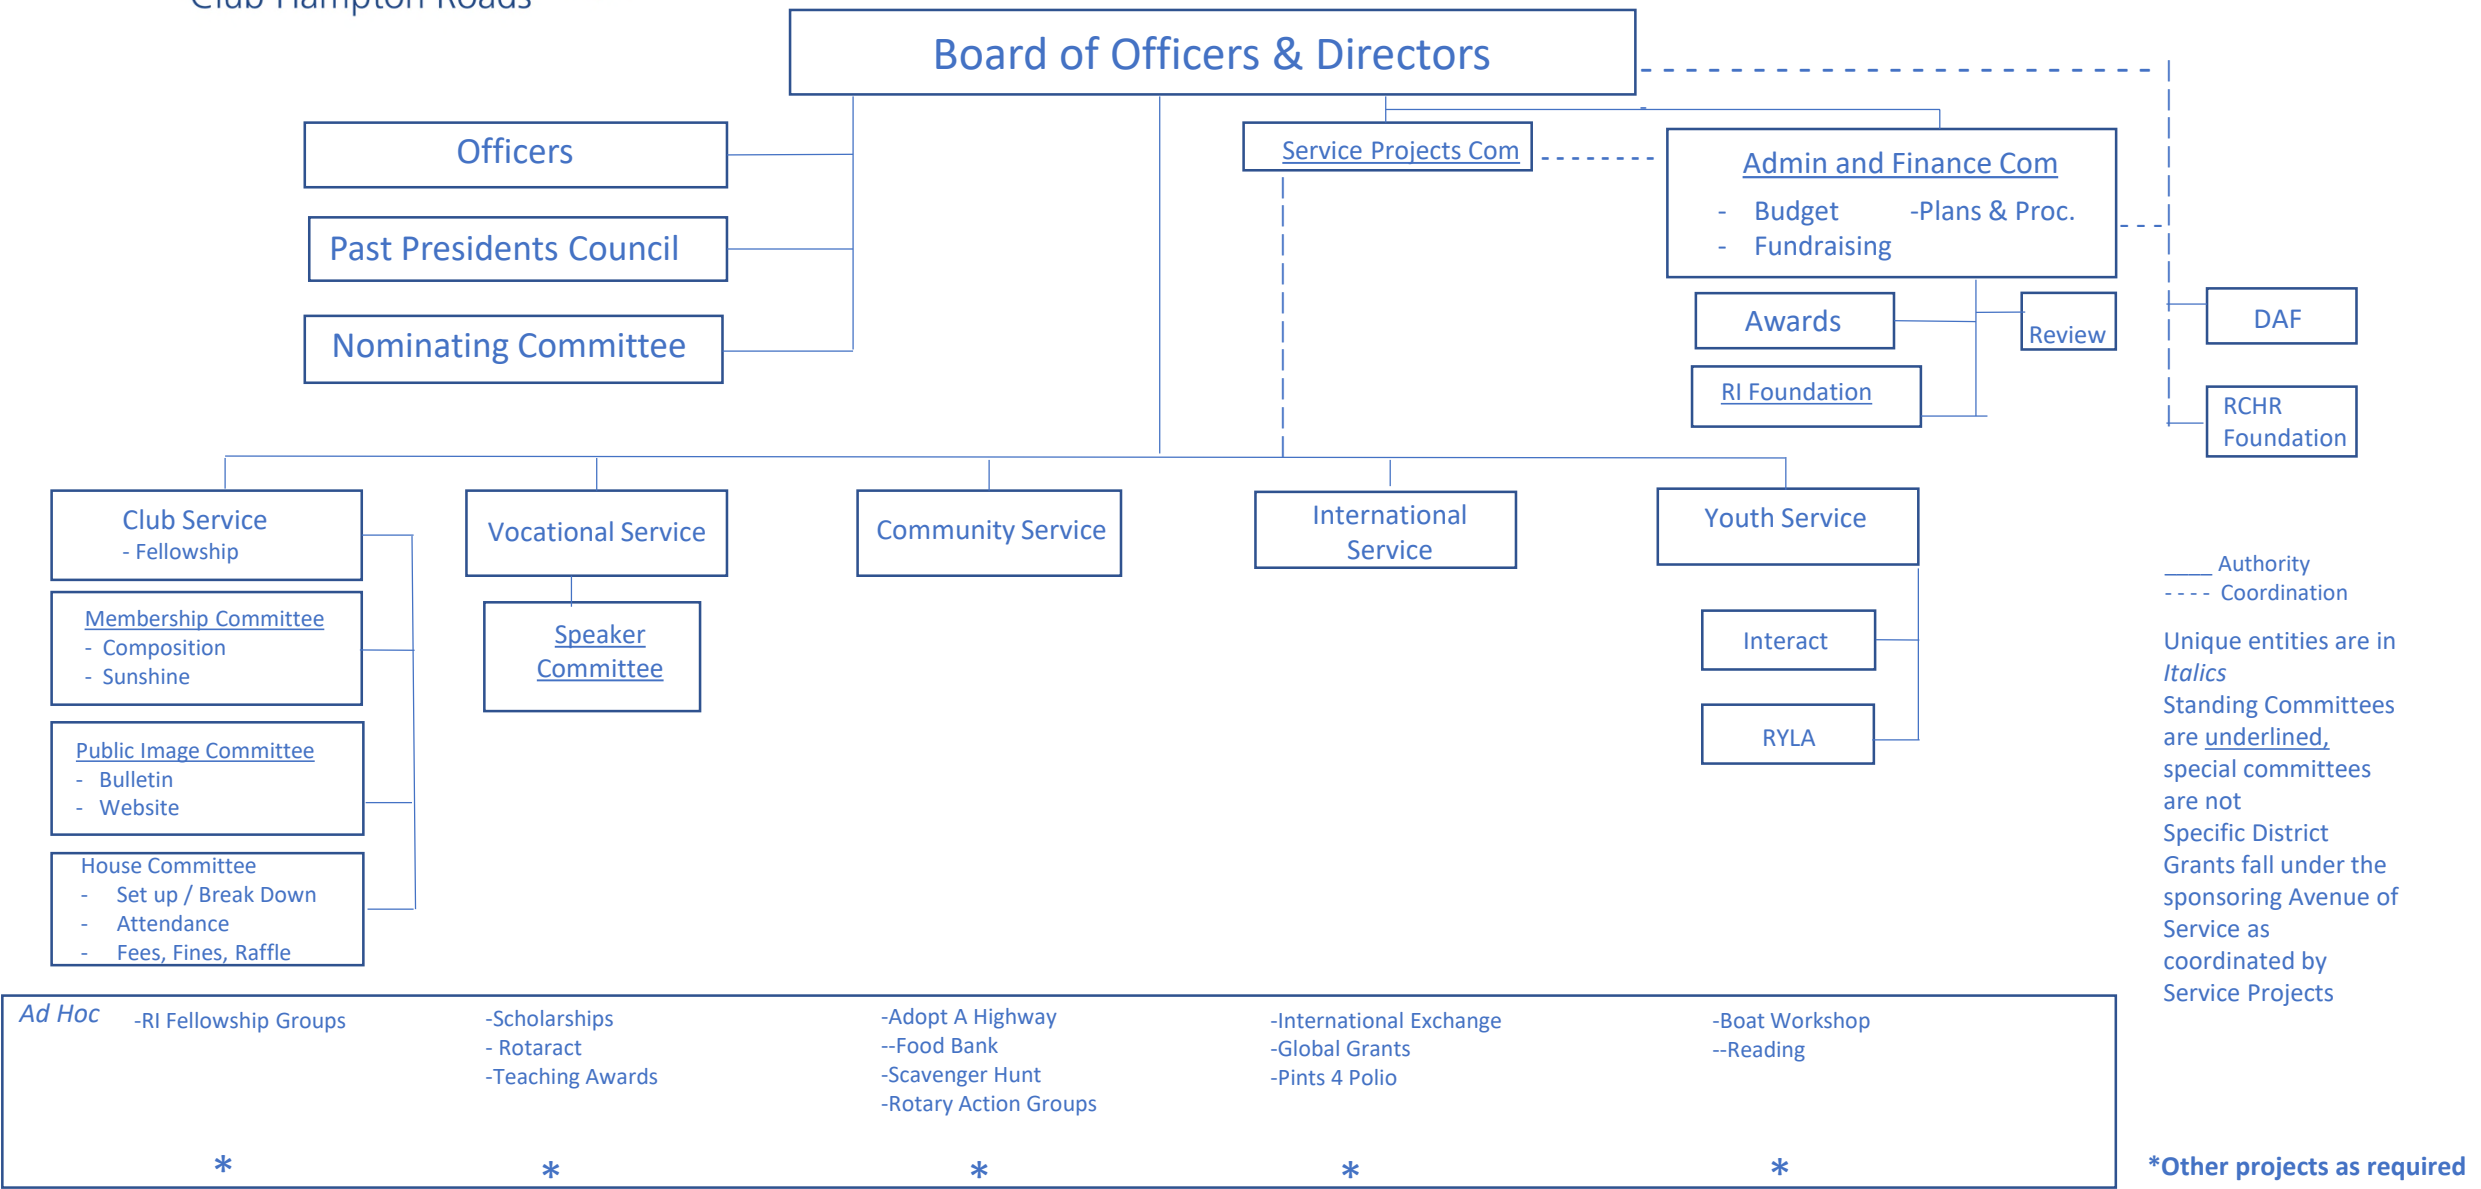 Club Hampton Roads
Board of Officers & Directors
Officers
Past Presidents Council
Nominating Committee
Service Projects Com
Admin and Finance Com
- Budget -Plans & Proc.
- Fundraising
Awards
Review
RI Foundation
DAF
RCHR
Foundation
Club Service
- Fellowship
Membership Committee
- Composition
- Sunshine
Public Image Committee
- Bulletin
- Website
House Committee
- Set up / Break Down
- Attendance
- Fees, Fines, Raffle
Vocational Service
Speaker
Committee
Community Service
International
Service
Youth Service
Interact
RYLA
____ Authority
---- Coordination
Unique entities are in
Italics
Standing Committees
are underlined,
special committees
are not
Specific District
Grants fall under the
sponsoring Avenue of
Service as
coordinated by
Service Projects
Ad Hoc
-RI Fellowship Groups
*
-Scholarships
- Rotaract
-Teaching Awards
*
-Adopt A Highway
--Food Bank
-Scavenger Hunt
-Rotary Action Groups
*
-International Exchange
-Global Grants
-Pints 4 Polio
*
-Boat Workshop
--Reading
*
*Other projects as required